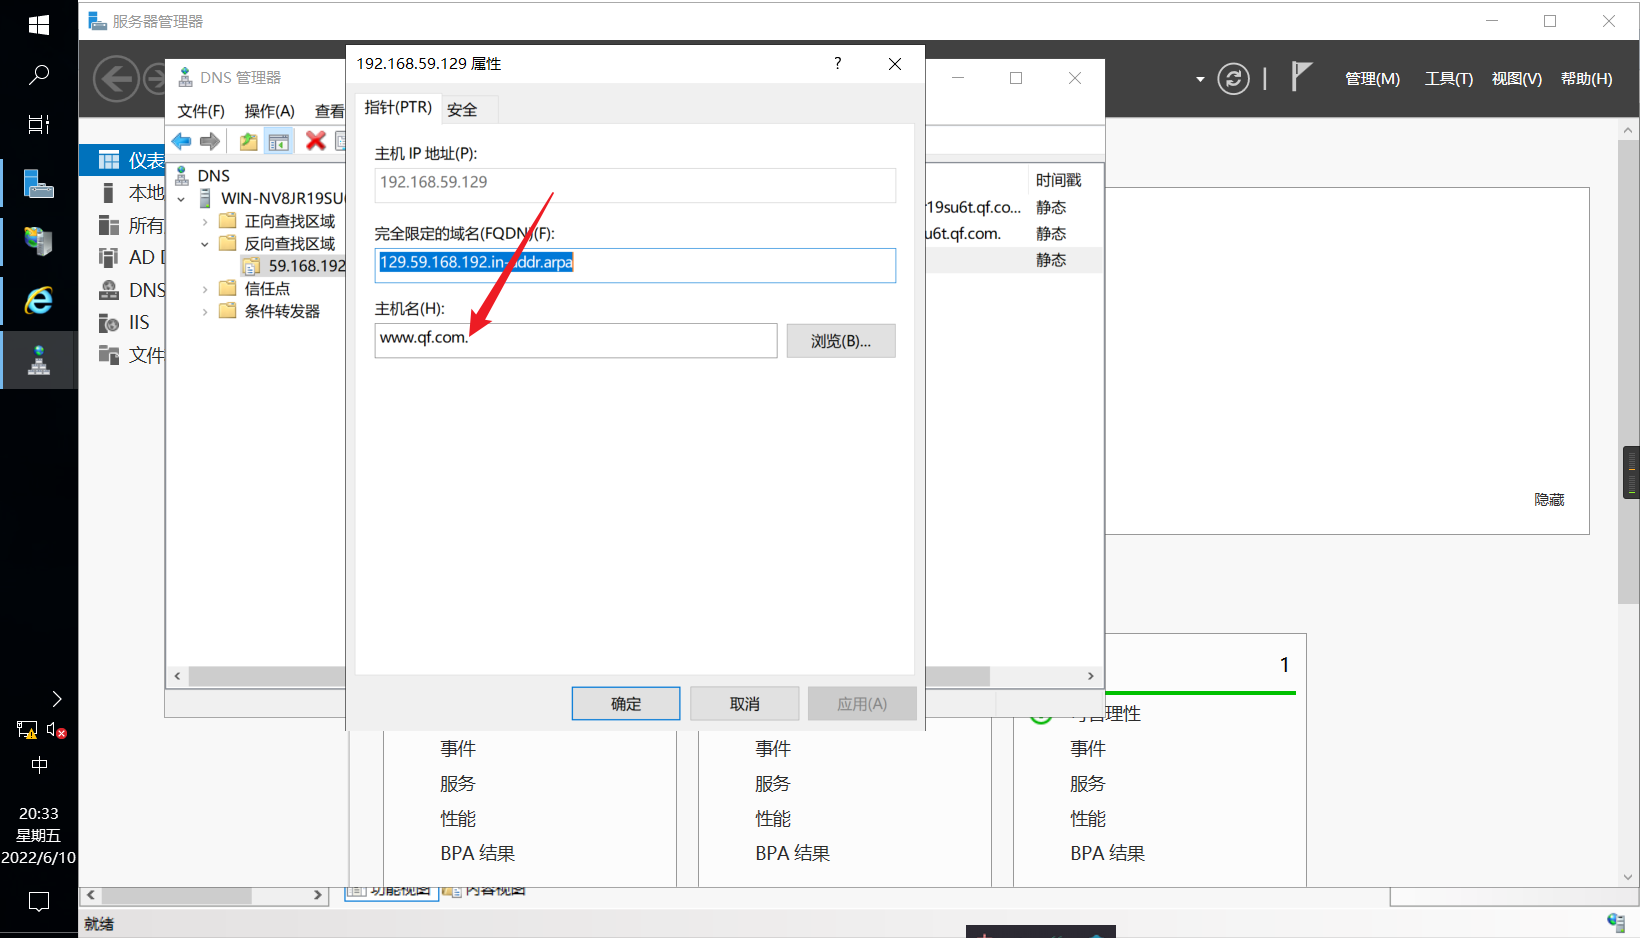 服务器管理器
管理(M) 工具(T) 视图(V) 帮助(H)
DNS 管理器
文件(F) 操作(A) 查看
DNS
WIN-NV8JR19SU
正向查找区域
反向查找区域
59.168.192
信任点
条件转发器
仪表
本地
所有
AD
DNS
IIS
文件
192.168.59.129 属性
?
指针(PTR) 安全
主机 IP 地址(P):
192.168.59.129
完全限定的域名(FQDN)(F):
129.59.168.192.in-addr.arpa
主机名(H):
www.qf.com.
浏览(B)...
确定 取消 应用(A)
时间戳
19su6t.qf.co... 静态
u6t.qf.com. 静态
静态
隐藏
1
可管理性
事件 事件 事件
服务 服务 服务
性能 性能 性能
BPA 结果 BPA 结果 BPA 结果
功能视图 内容视图
就绪
中
20:33
星期五
2022/6/10